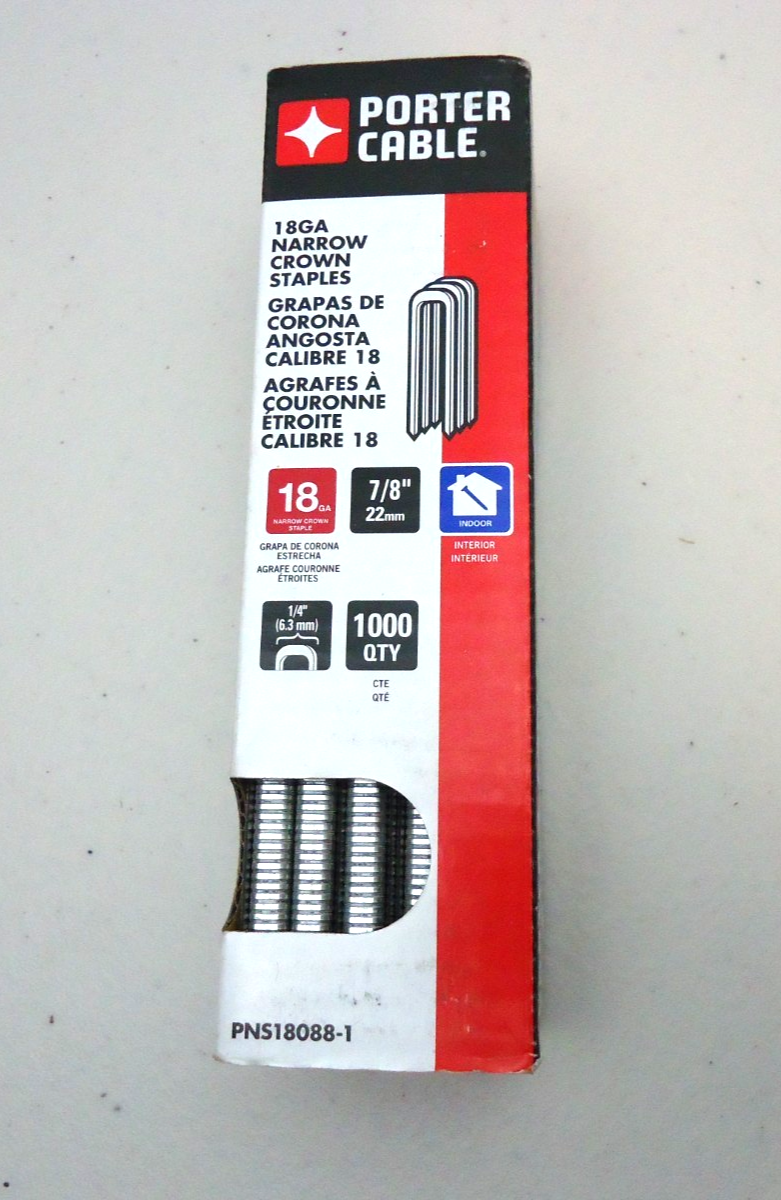 PORTER
CABLE®
18GA
NARROW
CROWN
STAPLES
GRAPAS DE
CORONA
ANGOSTA
CALIBRE 18
AGRAFES À
COURONNE
ÉTROITE
CALIBRE 18
18GA
NARROW CROWN
STAPLE
7/8"
22mm
INDOOR
GRAPA DE CORONA
ESTRECHA
AGRAFE COURONNE
ÉTROITES
INTERIOR
INTÉRIEUR
1/4"
(6.3 mm)
1000
QTY
CTE
QTÉ
PNS18088-1